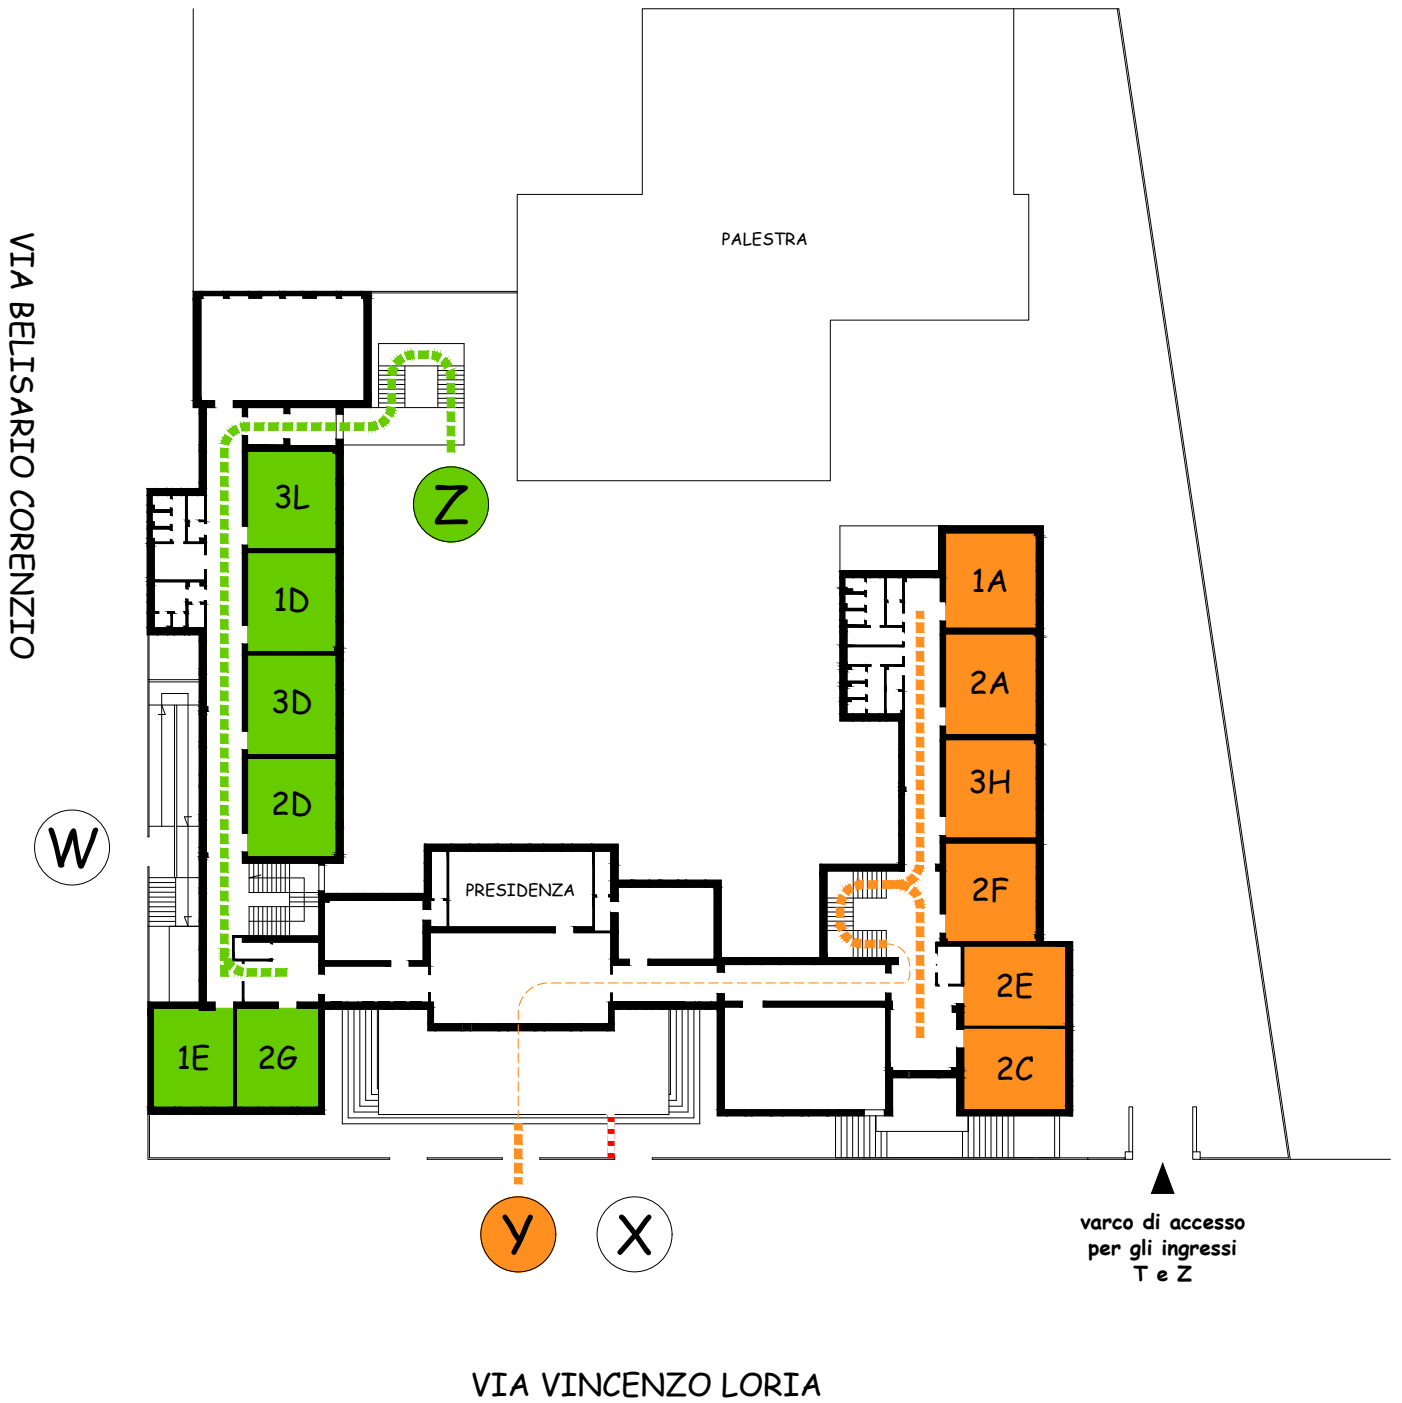 PALESTRA
VIA BELISARIO CORENZIO
3L
Z
1D
1A
3D
2A
2D
3H
W
PRESIDENZA
2F
2E
1E
2G
2C
Y
X
varco di accesso
per gli ingressi
T e Z
VIA VINCENZO LORIA